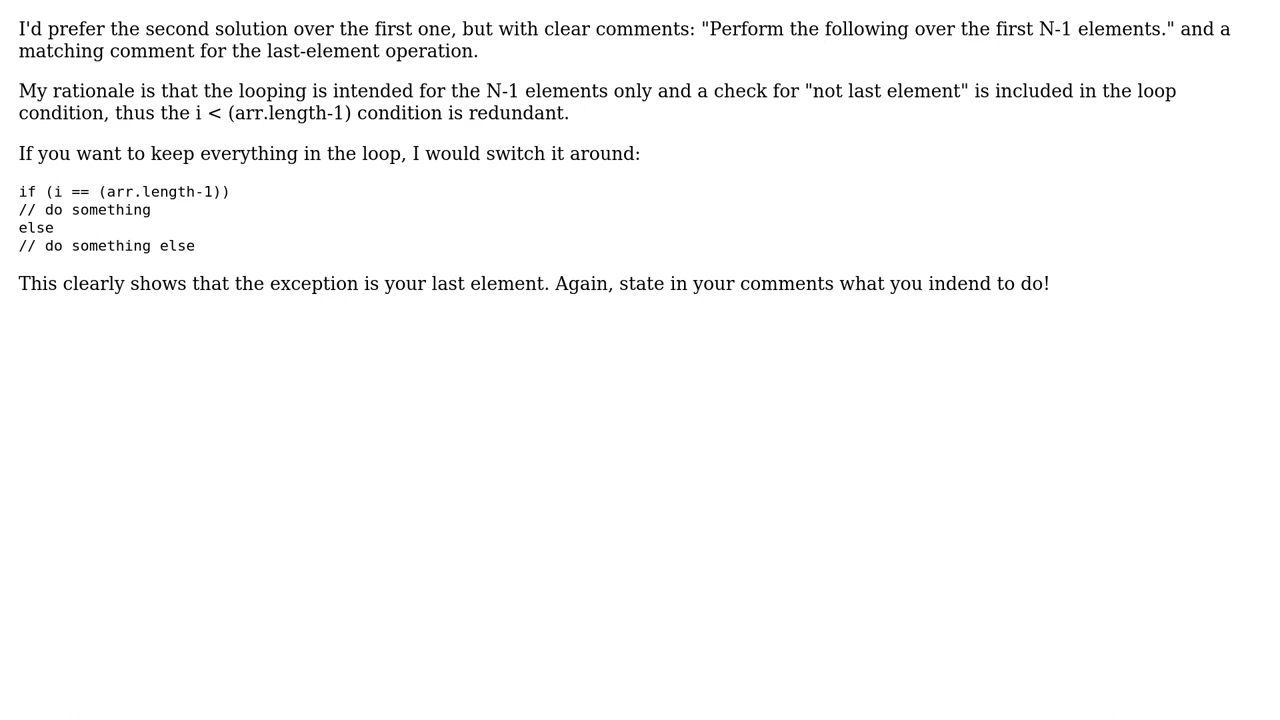 I'd prefer the second solution over the first one, but with clear comments: "Perform the following over the first N-1 elements." and a
matching comment for the last-element operation.
My rationale is that the looping is intended for the N-1 elements only and a check for "not last element" is included in the loop
condition, thus the i < (arr.length-1) condition is redundant.
If you want to keep everything in the loop, I would switch it around:
if (i == (arr.length-1))
// do something
else
// do something else
This clearly shows that the exception is your last element. Again, state in your comments what you indend to do!